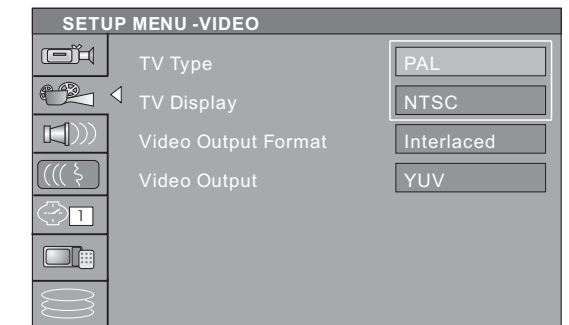 SETUP MENU -VIDEO
TV Type PAL
TV Display NTSC
Video Output Format Interlaced
Video Output YUV
1